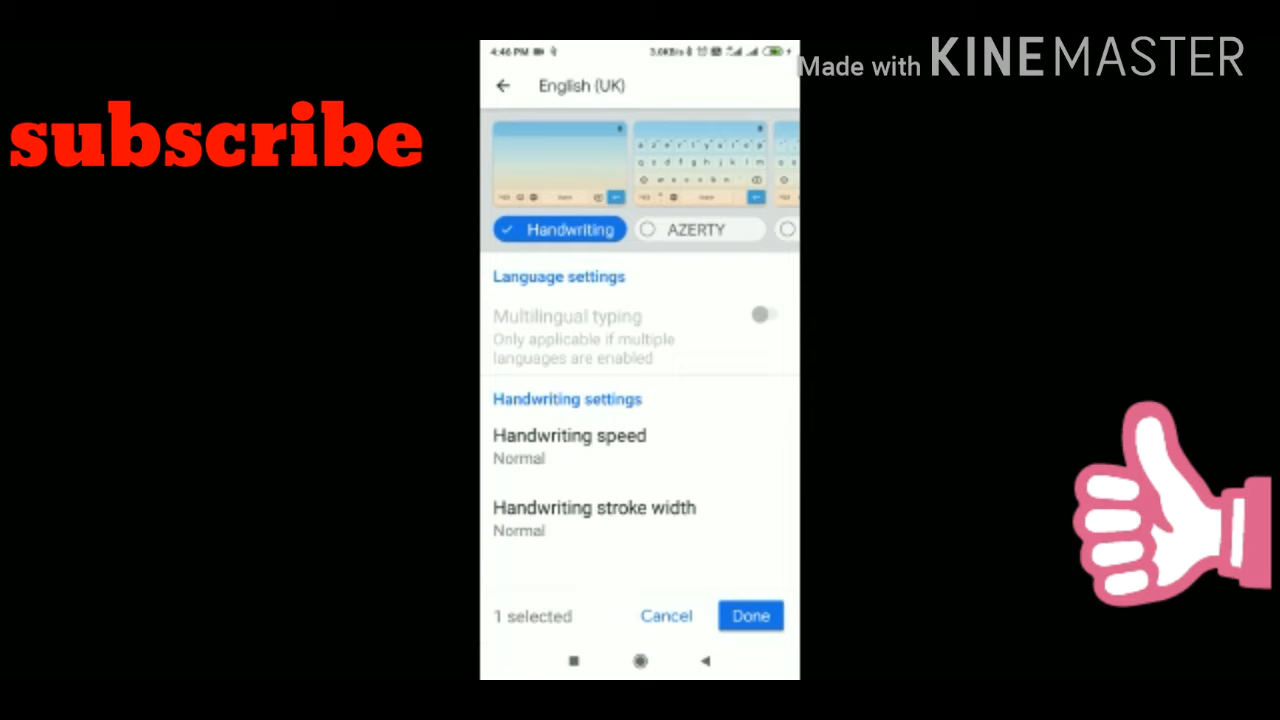 4:46 PM
Made with KINEMASTER
English (UK)
subscribe
Handwriting
AZERTY
Language settings
Multilingual typing
Only applicable if multiple
languages are enabled
Handwriting settings
Handwriting speed
Normal
Handwriting stroke width
Normal
1 selected
Cancel
Done